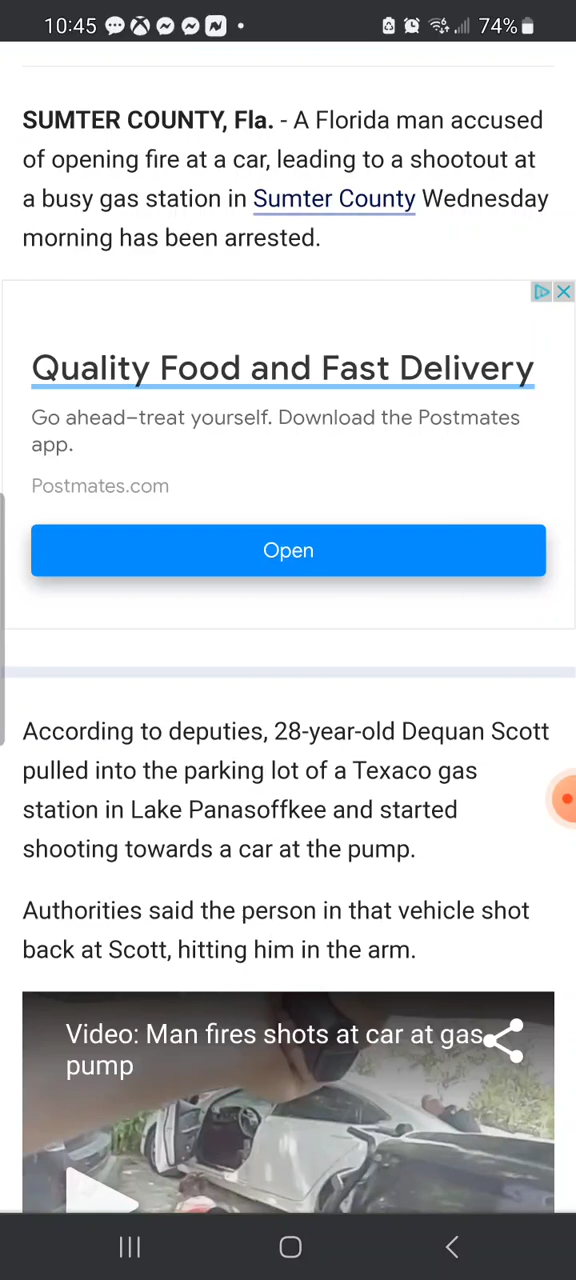 10:45
74%
SUMTER COUNTY, Fla. - A Florida man accused
of opening fire at a car, leading to a shootout at
a busy gas station in Sumter County Wednesday
morning has been arrested.
Quality Food and Fast Delivery
Go ahead–treat yourself. Download the Postmates
app.
Postmates.com
Open
According to deputies, 28-year-old Dequan Scott
pulled into the parking lot of a Texaco gas
station in Lake Panasoffkee and started
shooting towards a car at the pump.
Authorities said the person in that vehicle shot
back at Scott, hitting him in the arm.
Video: Man fires shots at car at gas
pump